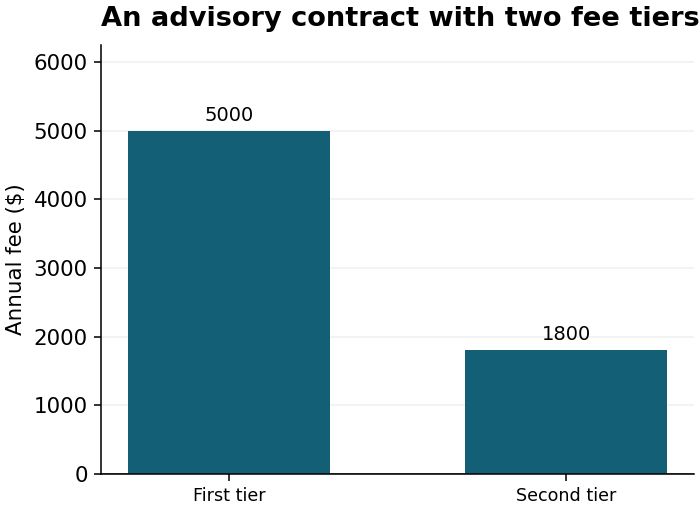 An advisory contract with two fee tiers
Annual fee ($)
6000
5000
4000
3000
2000
1000
0
5000
1800
First tier
Second tier